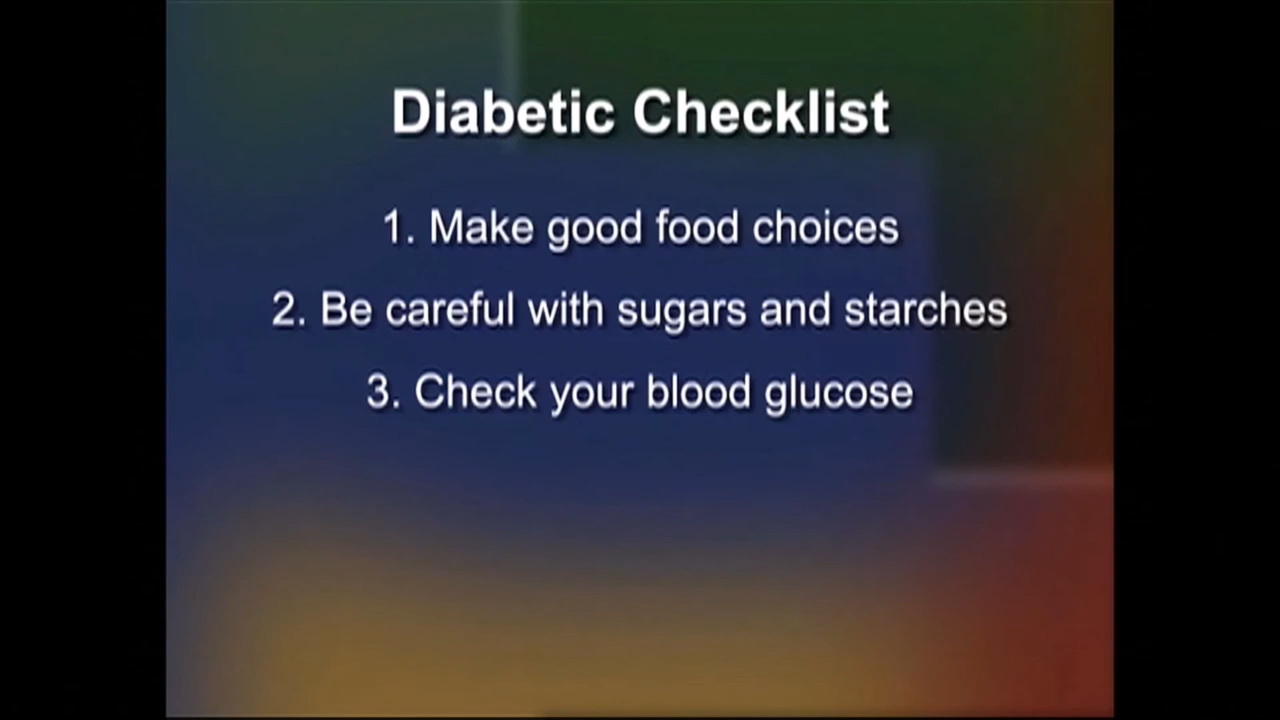 Diabetic Checklist
1. Make good food choices
2. Be careful with sugars and starches
3. Check your blood glucose